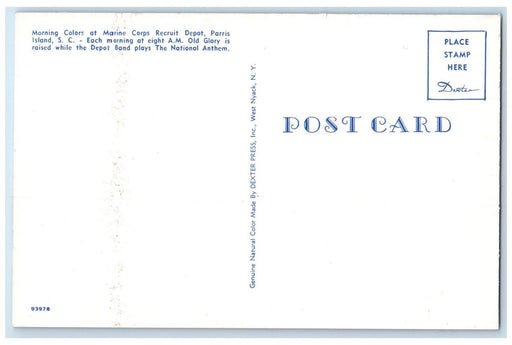 Morning Colors at Marine Corps Recruit Depot, Parris
Island, S. C. - Each morning at eight A.M. Old Glory is
raised while the Depot Band plays The National Anthem.
PLACE
STAMP
HERE
Dexter
POST CARD
Genuine Natural Color Made By DEXTER PRESS, Inc., West Nyack, N. Y.
93978